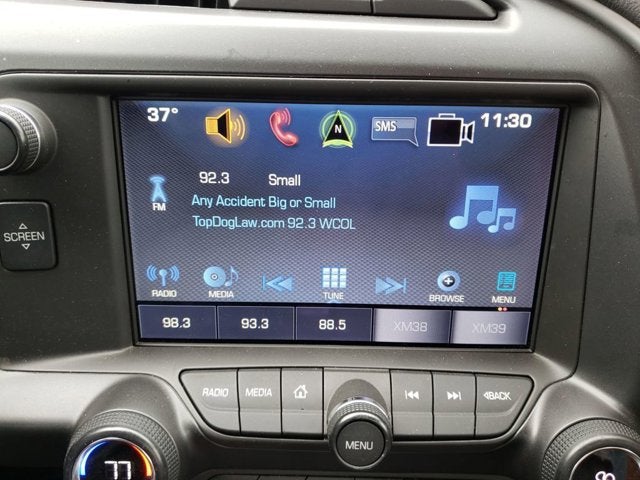 37°
SMS
N
11:30
92.3 Small
FM
Any Accident Big or Small
TopDogLaw.com 92.3 WCOL
SCREEN
RADIO MEDIA TUNE BROWSE MENU
98.3 93.3 88.5 XM38 XM39
RADIO MEDIA BACK
MENU
77